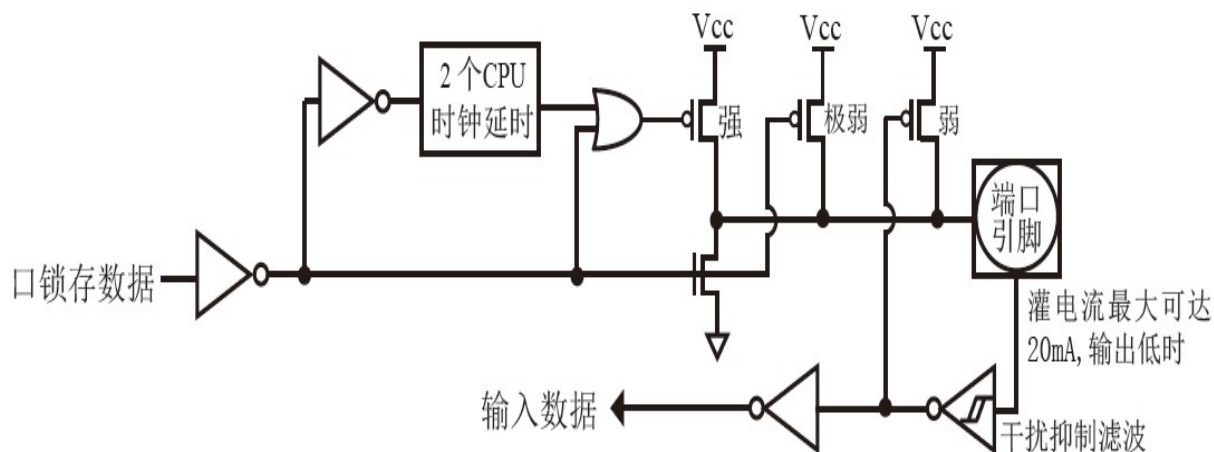 Vcc
Vcc
Vcc
2个CPU
时钟延时
强
极弱
弱
端口
引脚
口锁存数据
灌电流最大可达
20mA,输出低时
输入数据
干扰抑制滤波